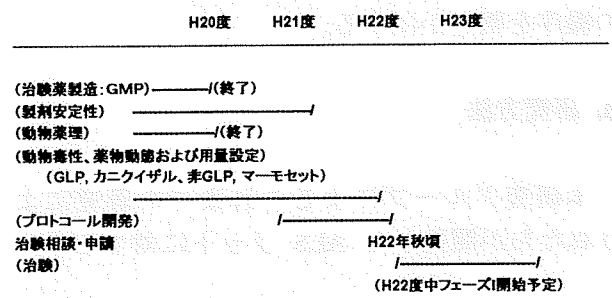 H20度 H21度 H22度 H23度
(治験薬製造:GMP)―――/(終了)
(製剤安定性) ―――――――/
(動物薬理) ―――/(終了)
(動物毒性、薬物動態および用量設定)
(GLP, カニクイザル、非GLP, マーモセット)
―――――――――――/
(プロトコール開発) /――――/
治験相談・申請 H22年秋頃
(治験) /―――――/
(H22度中フェーズI開始予定)